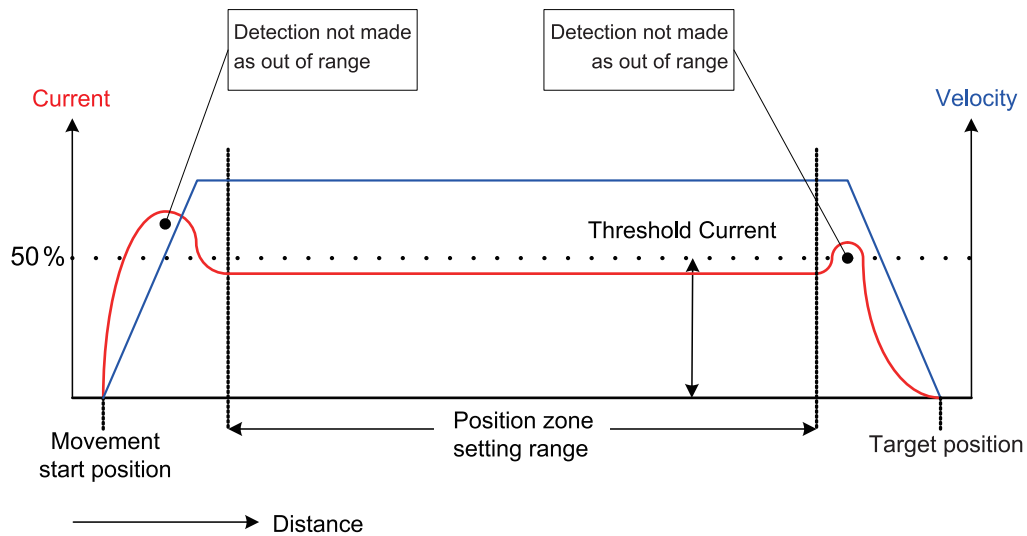 Detection not made
as out of range
Detection not made
as out of range
Current
Velocity
Threshold Current
50 %
Position zone
setting range
Movement
start position
Target position
Distance